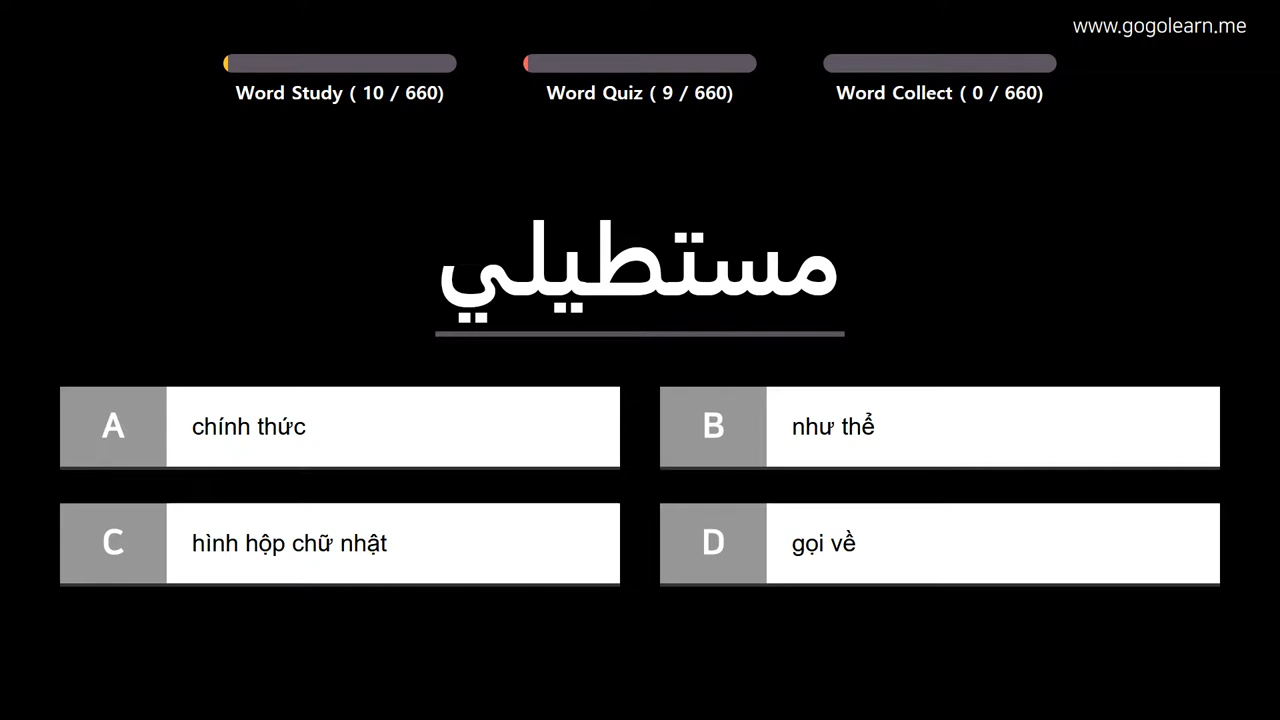 www.gogolearn.me
Word Study ( 10 / 660)
Word Quiz ( 9 / 660)
Word Collect ( 0 / 660)
مستطيلي
A
chính thức
B
như thể
C
hình hộp chữ nhật
D
gọi về